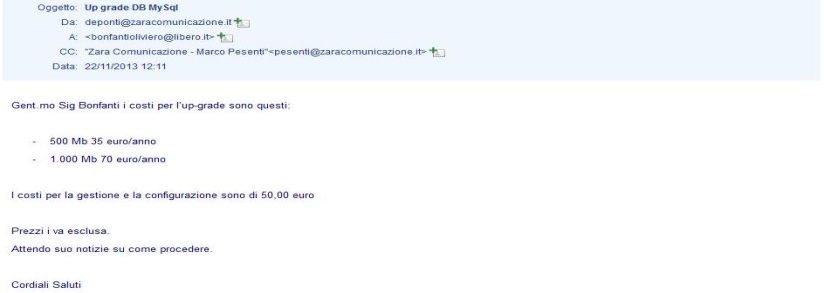 Oggetto: Up grade DB MySql
Da: deponti@zaracomunicazione.it
A: <bonfantioliviero@libero.it>
CC: "Zara Comunicazione - Marco Pesenti"<pesenti@zaracomunicazione.it>
Data: 22/11/2013 12:11
Gent.mo Sig Bonfanti i costi per l'up-grade sono questi:
- 500 Mb 35 euro/anno
- 1.000 Mb 70 euro/anno
I costi per la gestione e la configurazione sono di 50,00 euro
Prezzi i va esclusa.
Attendo suo notizie su come procedere.
Cordiali Saluti